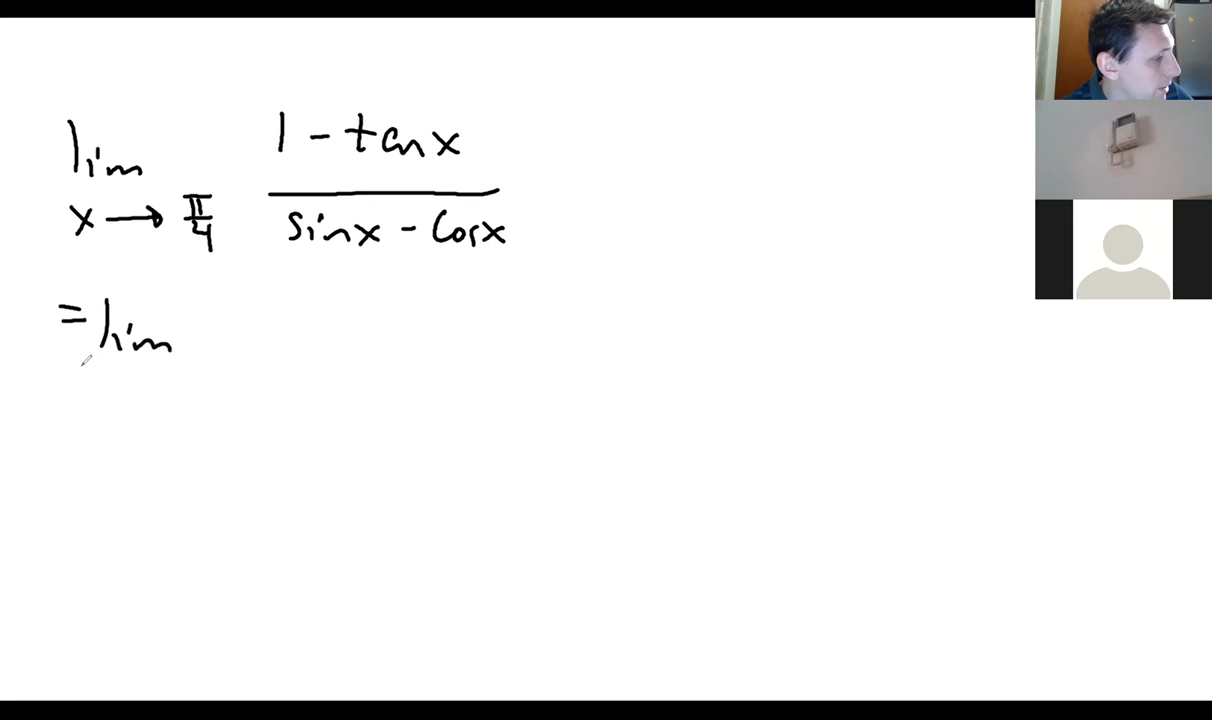 lim 1 - tanx
x → π/4 sinx - cosx
= lim